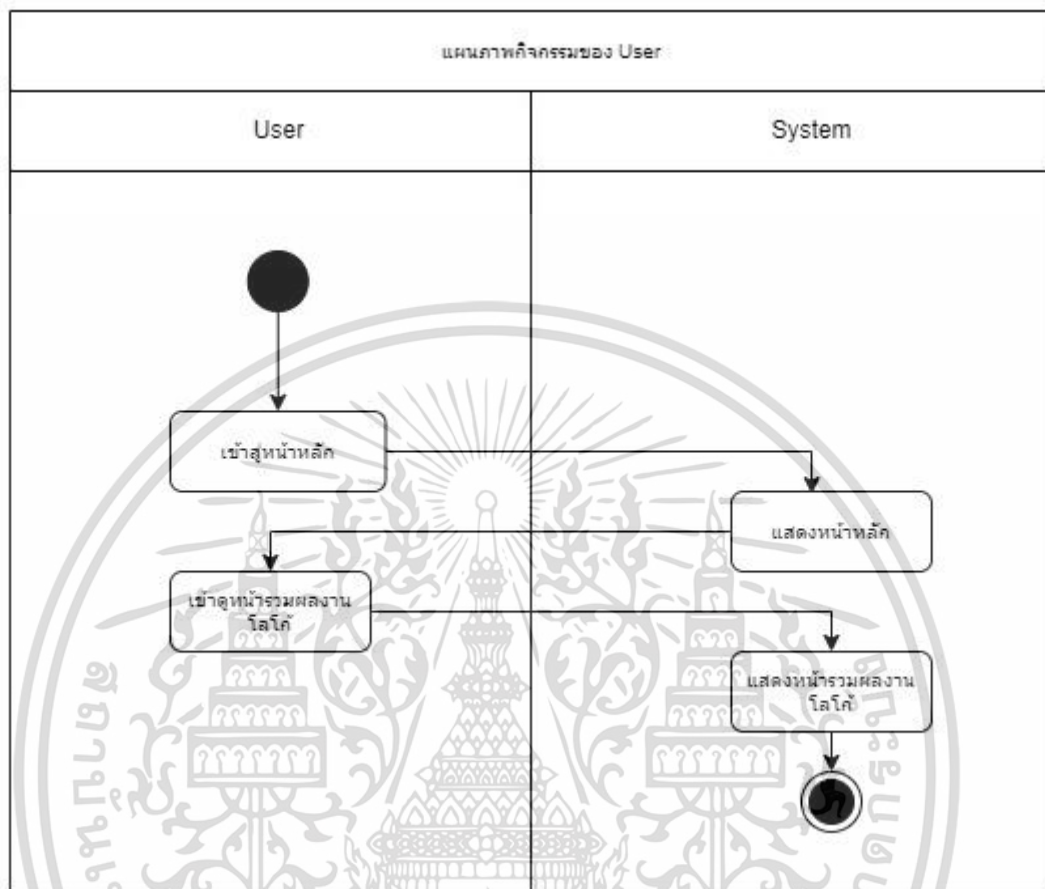 แผนภาพกิจกรรมของ User
User
System
เข้าสู่หน้าหลัก
แสดงหน้าหลัก
เข้าดูหน้ารวมผลงาน
โลโก้
แสดงหน้ารวมผลงาน
โลโก้